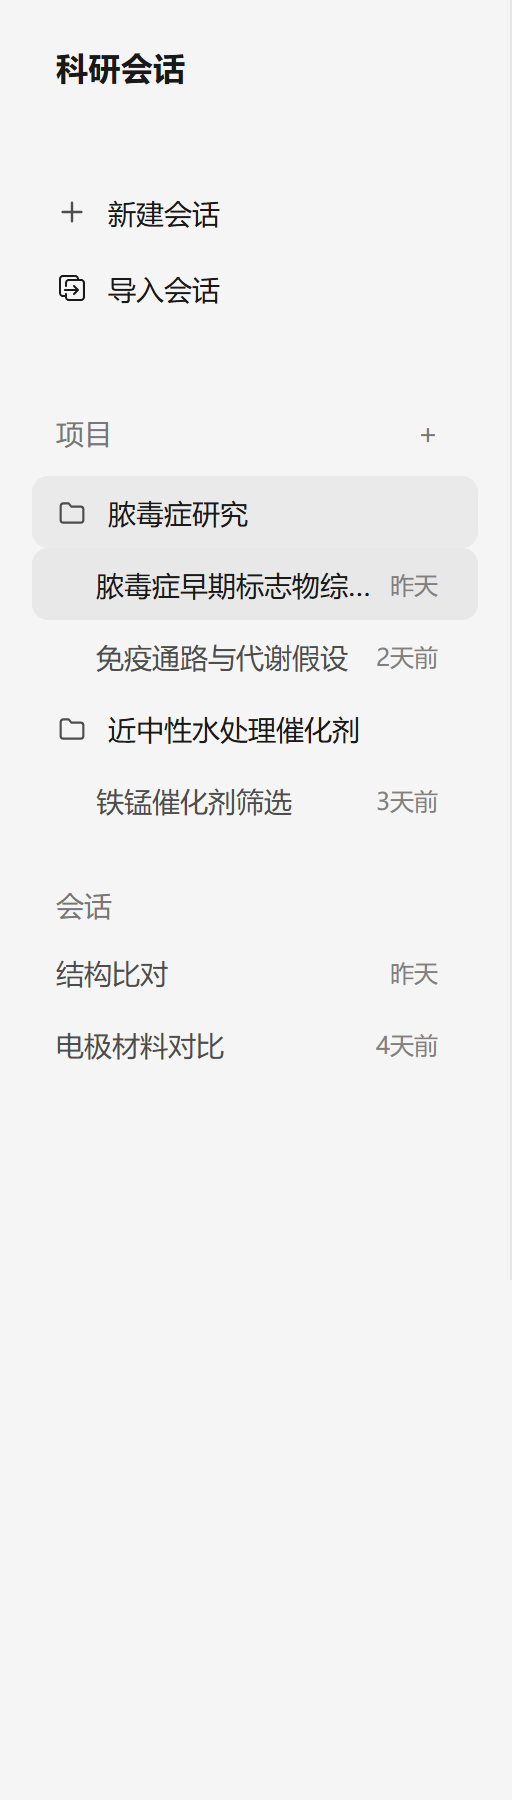 科研会话
新建会话
导入会话
项目 +
脓毒症研究
脓毒症早期标志物综... 昨天
免疫通路与代谢假设 2天前
近中性水处理催化剂
铁锰催化剂筛选 3天前
会话
结构比对 昨天
电极材料对比 4天前